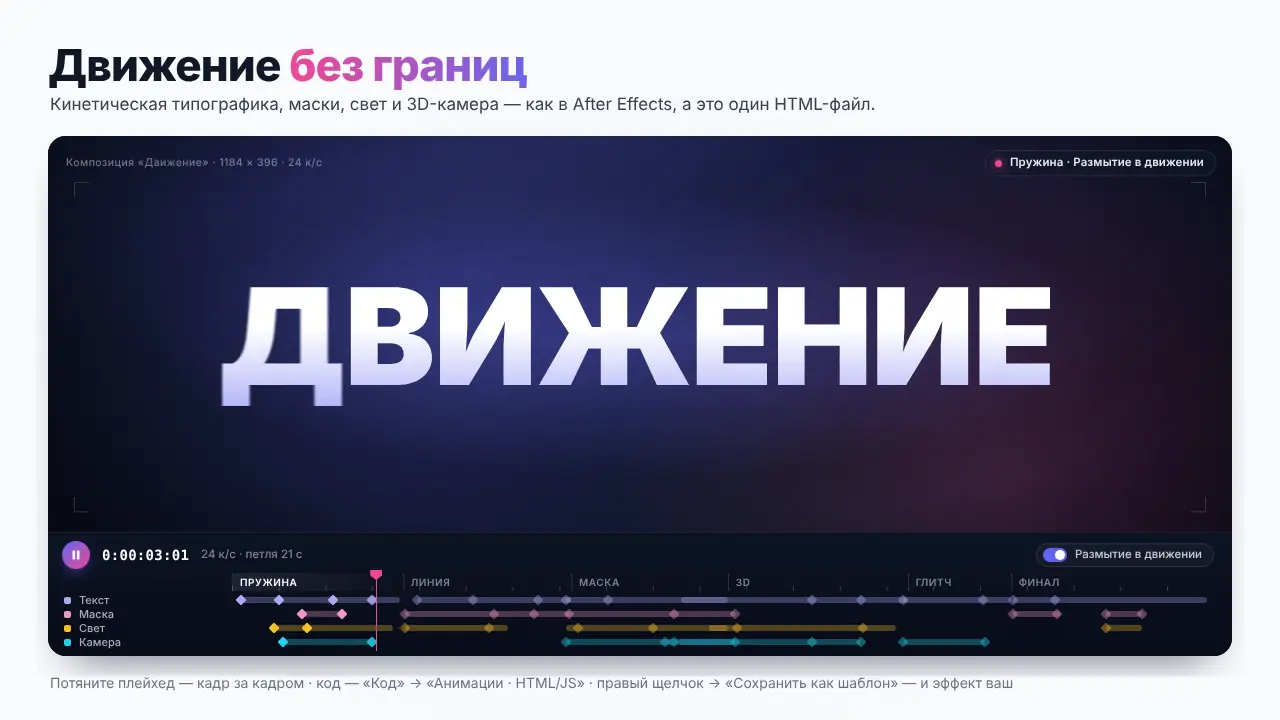 Движение без границ
Кинетическая типографика, маски, свет и 3D-камера — как в After Effects, а это один HTML-файл.
Композиция «Движение» · 1184 × 396 · 24 к/с
Пружина · Размытие в движении
ДВИЖЕНИЕ
0:00:03:01 24 к/с · петля 21 с
Размытие в движении
ПРУЖИНА ЛИНИЯ МАСКА 3D ГЛИТЧ ФИНАЛ
Текст
Маска
Свет
Камера
Потяните плейхед — кадр за кадром · код — «Код» → «Анимации · HTML/JS» · правый щелчок → «Сохранить как шаблон» — и эффект ваш